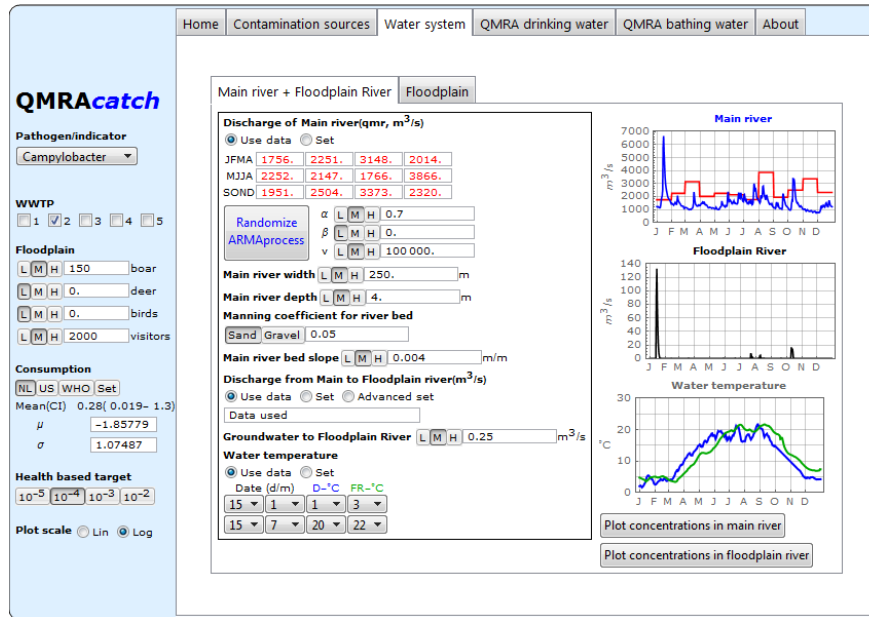 Home Contamination sources Water system QMRA drinking water QMRA bathing water About
QMRAcatch
Pathogen/indicator
Campylobacter
WWTP
1 2 3 4 5
Floodplain
L M H 150 boar
L M H 0. deer
L M H 0. birds
L M H 2000 visitors
Consumption
NL US WHO Set
Mean(CI) 0.28( 0.019– 1.3)
μ −1.85779
σ 1.07487
Health based target
10⁻⁵ 10⁻⁴ 10⁻³ 10⁻²
Plot scale Lin Log
Main river + Floodplain River Floodplain
Discharge of Main river(qmr, m³/s)
Use data Set
JFMA 1756. 2251. 3148. 2014.
MJJA 2252. 2147. 1766. 3866.
SOND 1951. 2504. 3373. 2320.
Randomize
ARMAprocess
α L M H 0.7
β L M H 0.
ν L M H 100 000.
Main river width L M H 250. m
Main river depth L M H 4. m
Manning coefficient for river bed
Sand Gravel 0.05
Main river bed slope L M H 0.004 m/m
Discharge from Main to Floodplain river(m³/s)
Use data Set Advanced set
Data used
Groundwater to Floodplain River L M H 0.25 m³/s
Water temperature
Use data Set
Date (d/m) D–°C FR–°C
15 1 1 3
15 7 20 22
Main river
7000
6000
5000
4000
3000
2000
1000
0
m³/s
J F M A M J J A S O N D
Floodplain River
140
120
100
80
60
40
20
0
m³/s
J F M A M J J A S O N D
Water temperature
30
20
10
0
°C
J F M A M J J A S O N D
Plot concentrations in main river
Plot concentrations in floodplain river